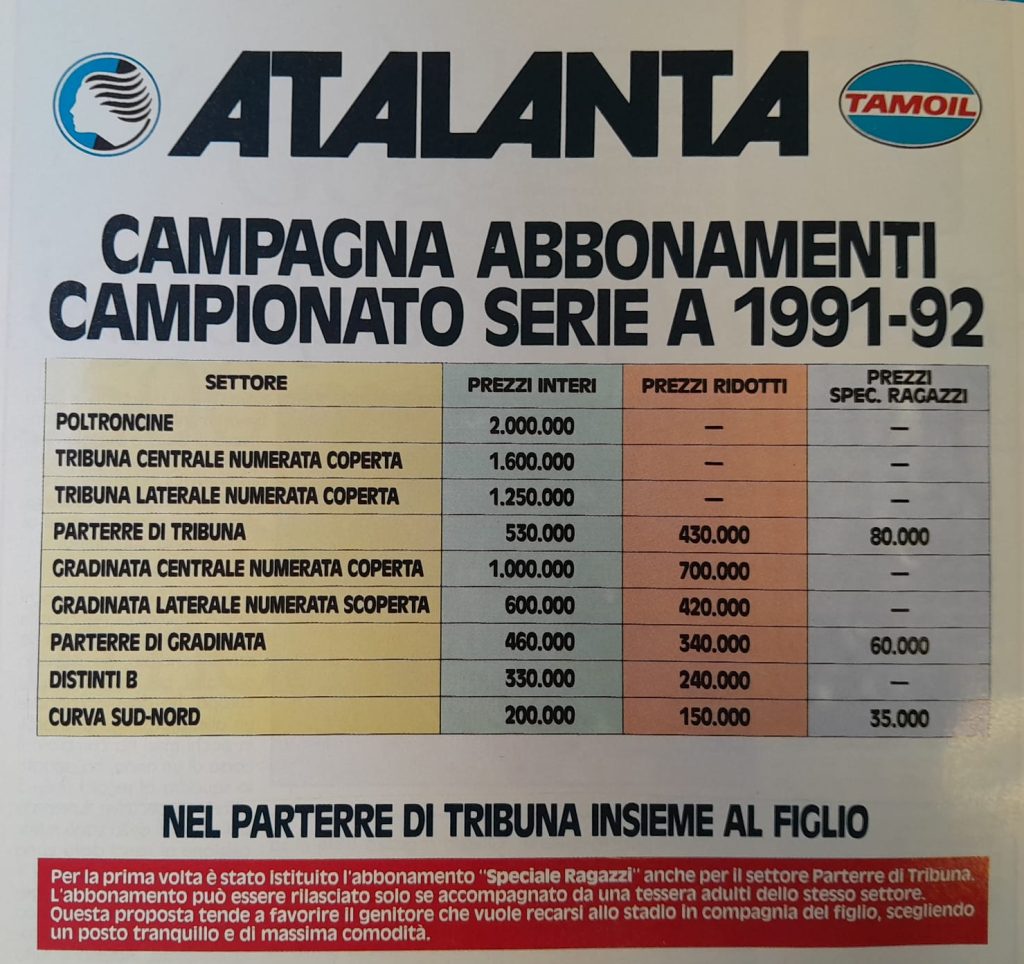 ATALANTA
TAMOIL
CAMPAGNA ABBONAMENTI
CAMPIONATO SERIE A 1991-92
SETTORE PREZZI INTERI PREZZI RIDOTTI PREZZI SPEC. RAGAZZI
POLTRONCINE 2.000.000 — —
TRIBUNA CENTRALE NUMERATA COPERTA 1.600.000 — —
TRIBUNA LATERALE NUMERATA COPERTA 1.250.000 — —
PARTERRE DI TRIBUNA 530.000 430.000 80.000
GRADINATA CENTRALE NUMERATA COPERTA 1.000.000 700.000 —
GRADINATA LATERALE NUMERATA SCOPERTA 600.000 420.000 —
PARTERRE DI GRADINATA 460.000 340.000 60.000
DISTINTI B 330.000 240.000 —
CURVA SUD-NORD 200.000 150.000 35.000
NEL PARTERRE DI TRIBUNA INSIEME AL FIGLIO
Per la prima volta è stato istituito l'abbonamento "Speciale Ragazzi" anche per il settore Parterre di Tribuna.
L'abbonamento può essere rilasciato solo se accompagnato da una tessera adulti dello stesso settore.
Questa proposta tende a favorire il genitore che vuole recarsi allo stadio in compagnia del figlio, scegliendo
un posto tranquillo e di massima comodità.